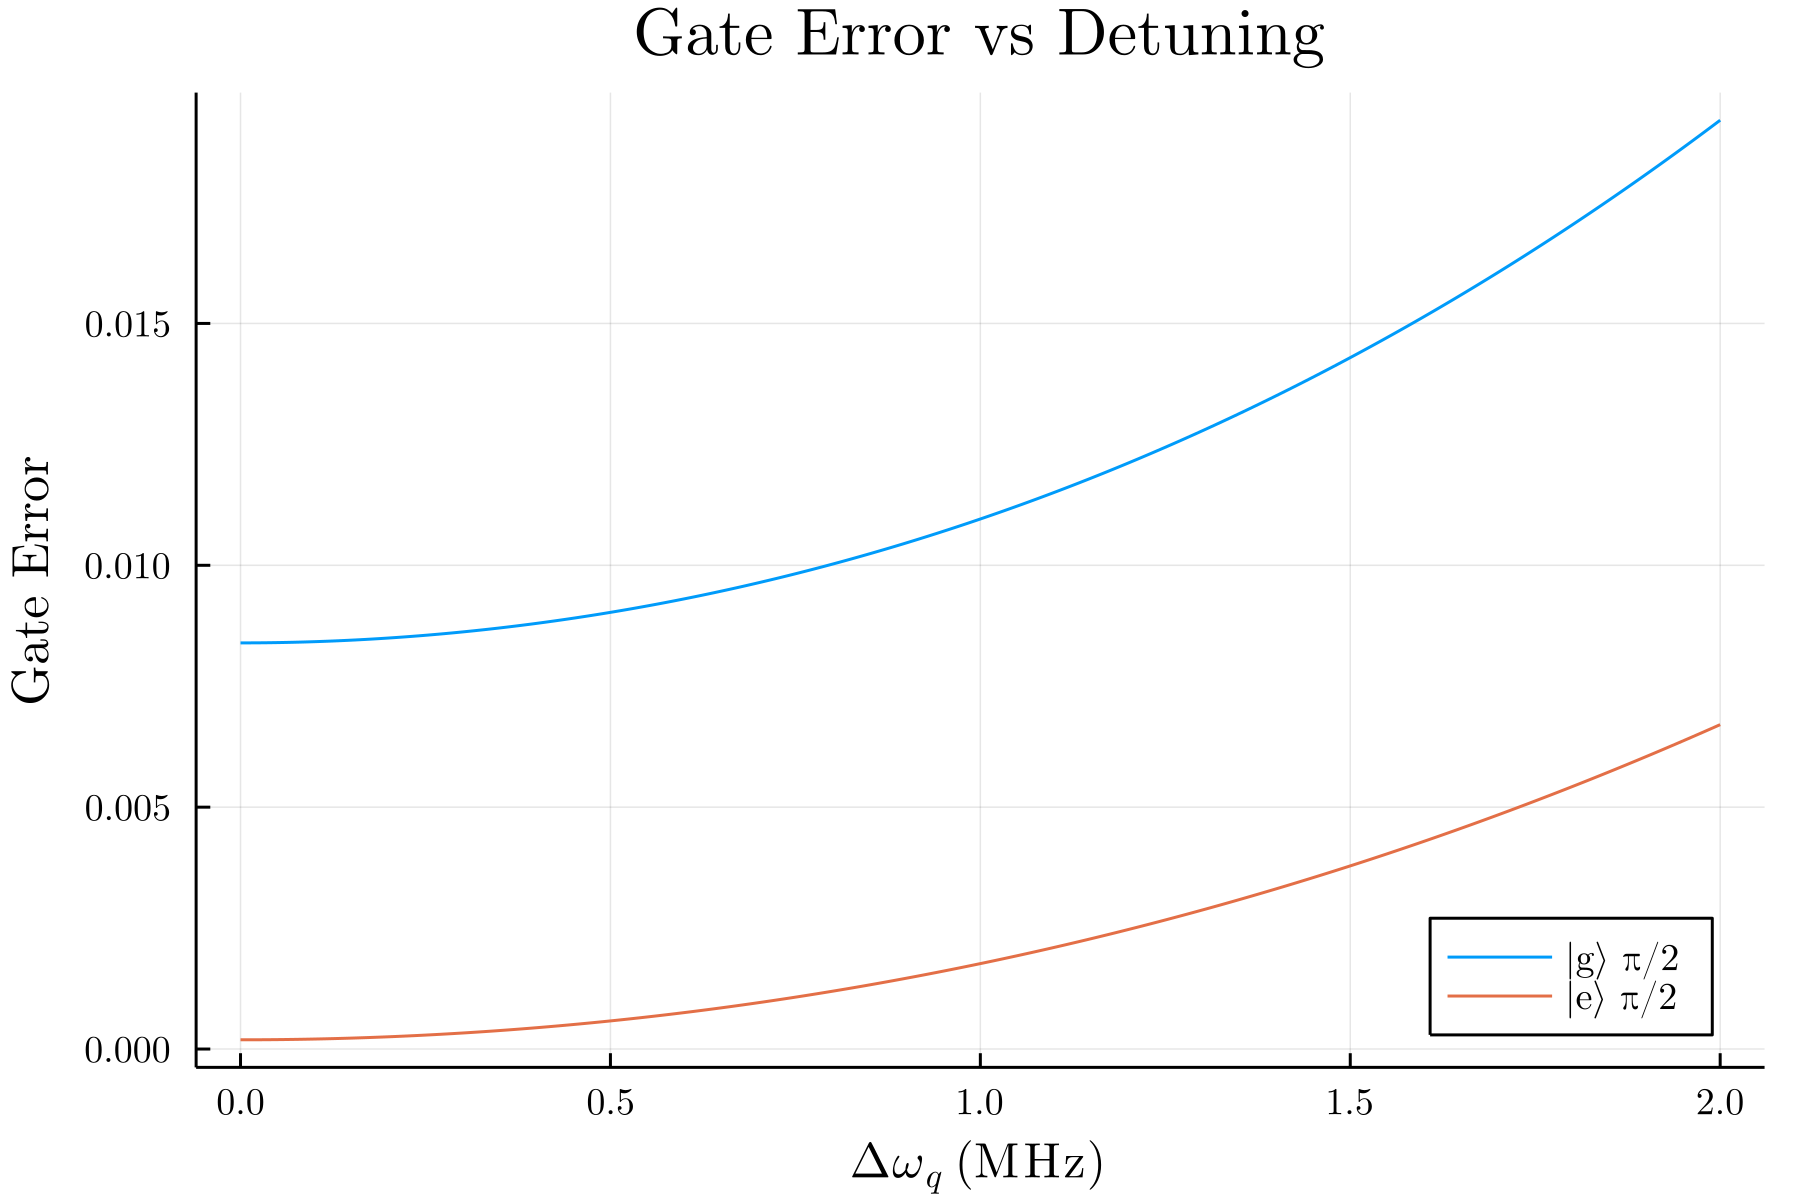 Gate Error vs Detuning
Gate Error
0.015
0.010
0.005
0.000
0.0 0.5 1.0 1.5 2.0
Δω_q (MHz)
|g⟩ π/2
|e⟩ π/2